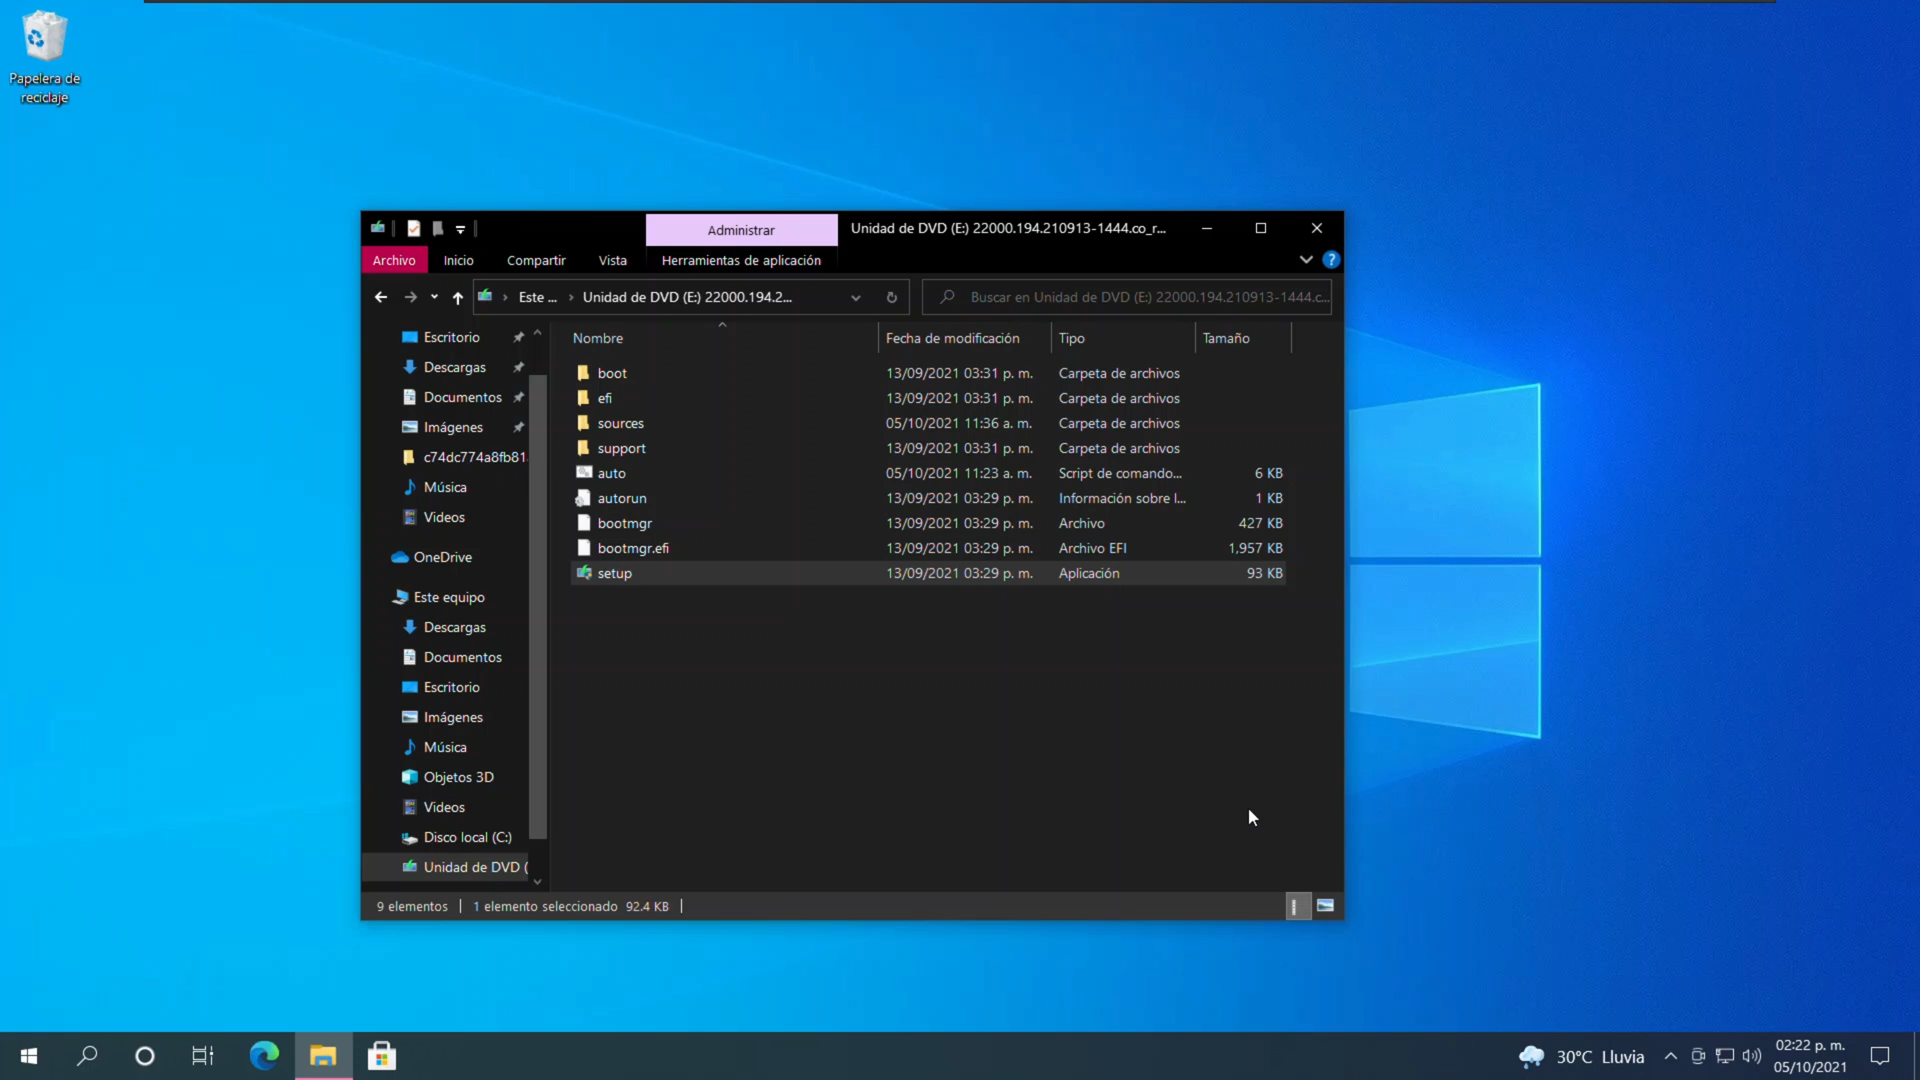 Papelera de
reciclaje
Administrar
Unidad de DVD (E:) 22000.194.210913-1444.co_r...
Archivo
Inicio
Compartir
Vista
Herramientas de aplicación
?
Este ...
Unidad de DVD (E:) 22000.194.2...
Buscar en Unidad de DVD (E:) 22000.194.210913-1444.c...
Escritorio
Descargas
Documentos
Imágenes
c74dc774a8fb81
Música
Videos
OneDrive
Este equipo
Descargas
Documentos
Escritorio
Imágenes
Música
Objetos 3D
Videos
Disco local (C:)
Unidad de DVD (
Nombre Fecha de modificación Tipo Tamaño
boot 13/09/2021 03:31 p. m. Carpeta de archivos
efi 13/09/2021 03:31 p. m. Carpeta de archivos
sources 05/10/2021 11:36 a. m. Carpeta de archivos
support 13/09/2021 03:31 p. m. Carpeta de archivos
auto 05/10/2021 11:23 a. m. Script de comando... 6 KB
autorun 13/09/2021 03:29 p. m. Información sobre l... 1 KB
bootmgr 13/09/2021 03:29 p. m. Archivo 427 KB
bootmgr.efi 13/09/2021 03:29 p. m. Archivo EFI 1,957 KB
setup 13/09/2021 03:29 p. m. Aplicación 93 KB
9 elementos 1 elemento seleccionado 92.4 KB
30°C Lluvia
02:22 p. m.
05/10/2021